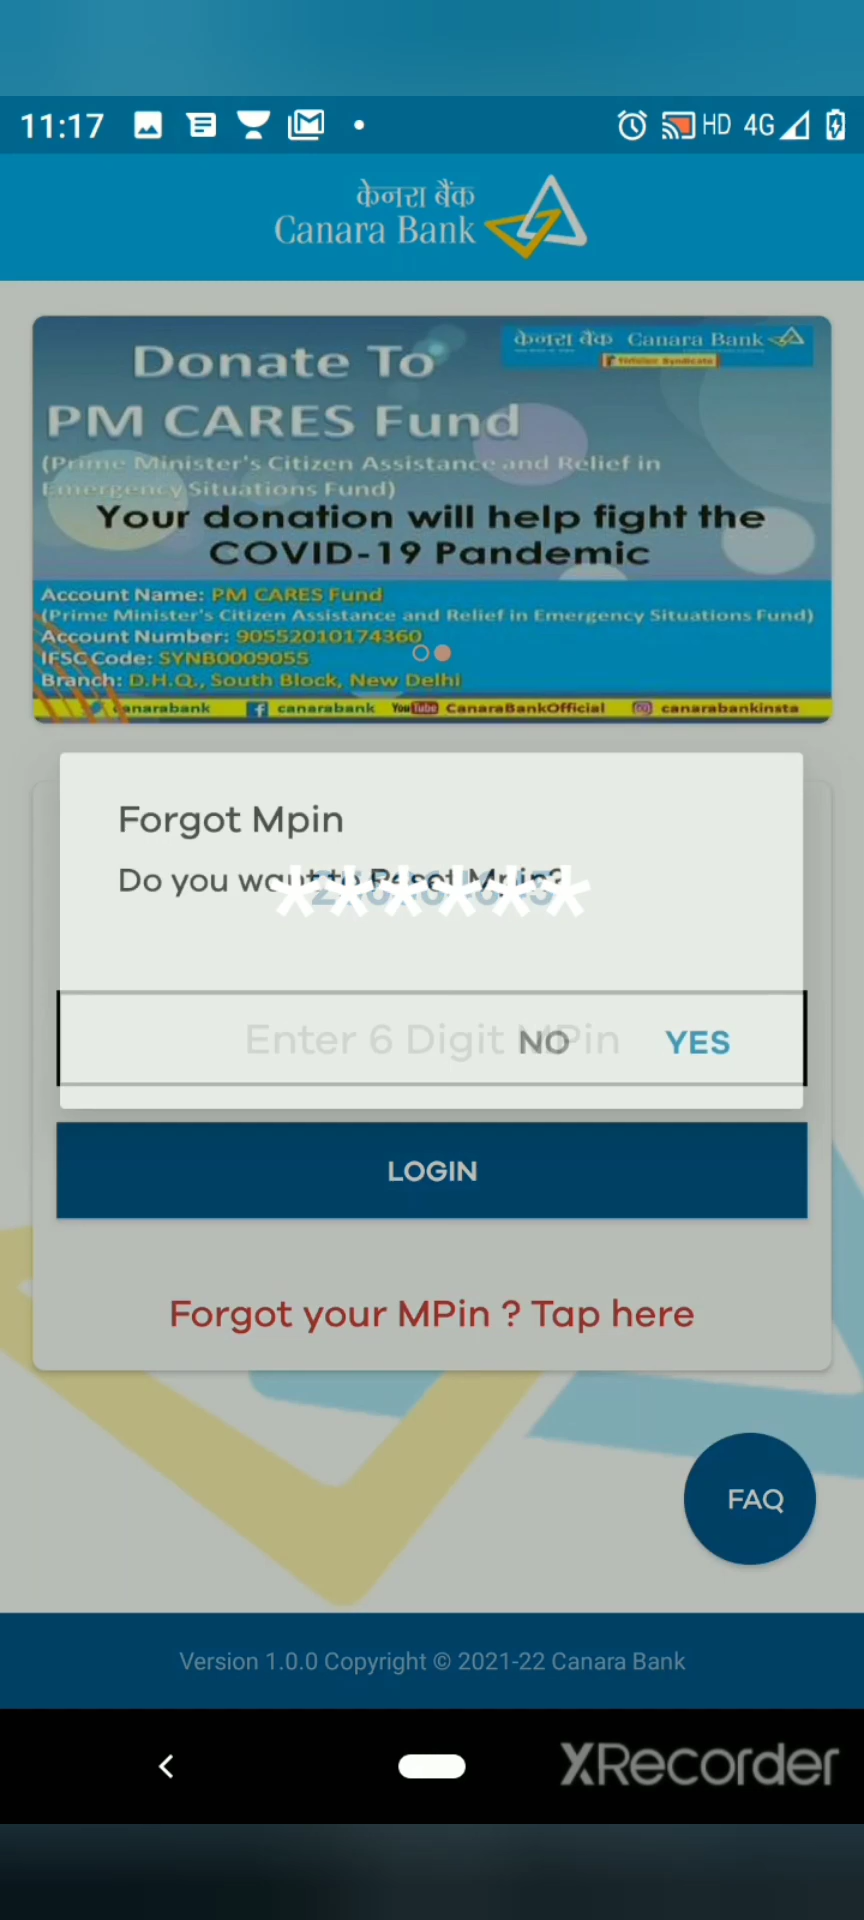 11:17 HD 4G
केनरा बैंक
Canara Bank
केनरा बैंक Canara Bank
Donate To
PM CARES Fund
(Prime Minister's Citizen Assistance and Relief in
Emergency Situations Fund)
Your donation will help fight the
COVID-19 Pandemic
Account Name: PM CARES Fund
(Prime Minister's Citizen Assistance and Relief in Emergency Situations Fund)
Account Number: 90552010174360
IFSC Code: SYNB0009055
Branch: D.H.Q., South Block, New Delhi
canarabank canarabank YouTube CanaraBankOfficial canarabankinsta
Forgot Mpin
Do you want to Reset Mpin?
******
Enter 6 Digit MPin
NO YES
LOGIN
Forgot your MPin ? Tap here
FAQ
Version 1.0.0 Copyright © 2021-22 Canara Bank
XRecorder